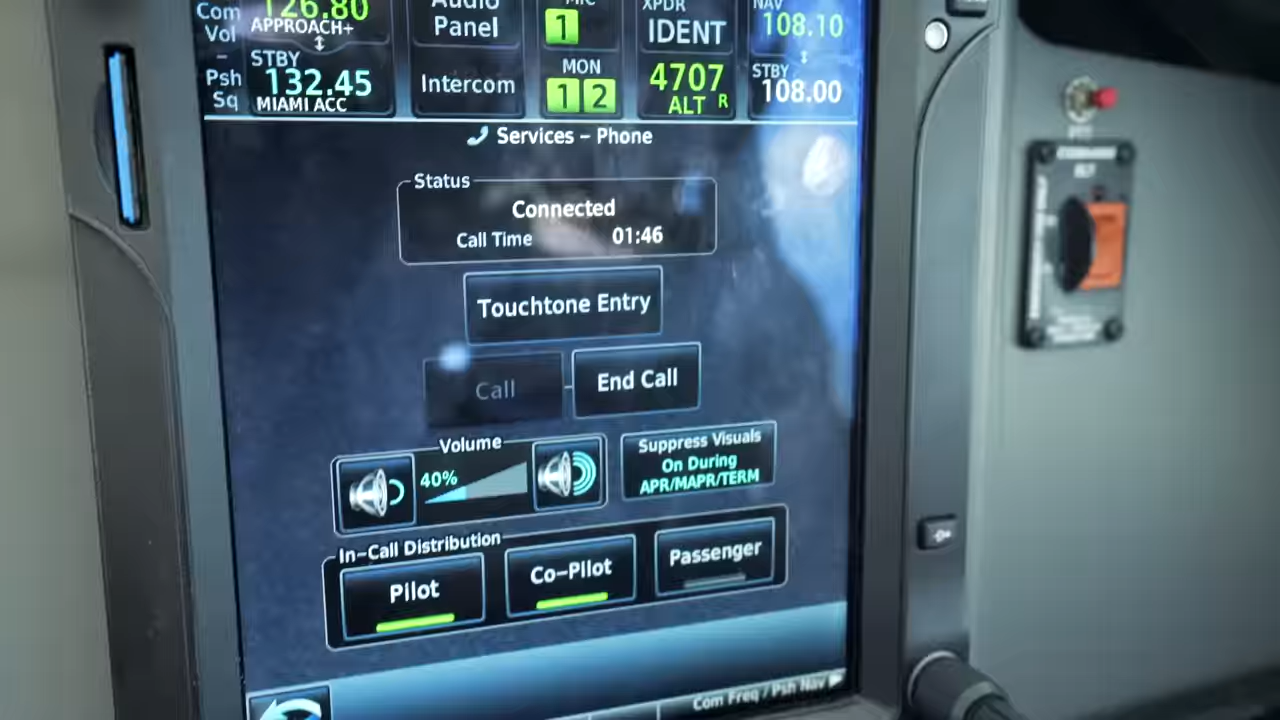 Com
Vol
–
Psh
Sq
126.80
APPROACH+
STBY
132.45
MIAMI ACC
Audio
Panel
Intercom
MIC
1
MON
1 2
XPDR
IDENT
4707
ALT R
NAV
108.10
STBY
108.00
Services – Phone
Status
Connected
Call Time 01:46
Touchtone Entry
Call
End Call
Volume
40%
Suppress Visuals
On During
APR/MAPR/TERM
In-Call Distribution
Pilot
Co-Pilot
Passenger
Com Freq / Psh Nav